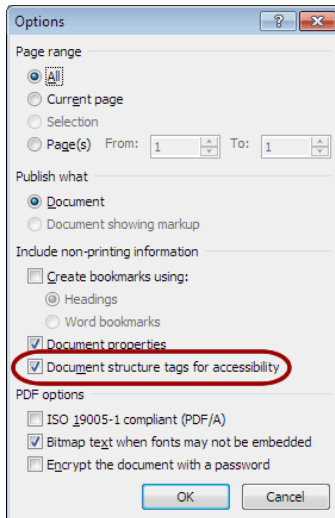 Options
Page range
All
Current page
Selection
Page(s) From: 1 To: 1
Publish what
Document
Document showing markup
Include non-printing information
Create bookmarks using:
Headings
Word bookmarks
Document properties
Document structure tags for accessibility
PDF options
ISO 19005-1 compliant (PDF/A)
Bitmap text when fonts may not be embedded
Encrypt the document with a password
OK Cancel